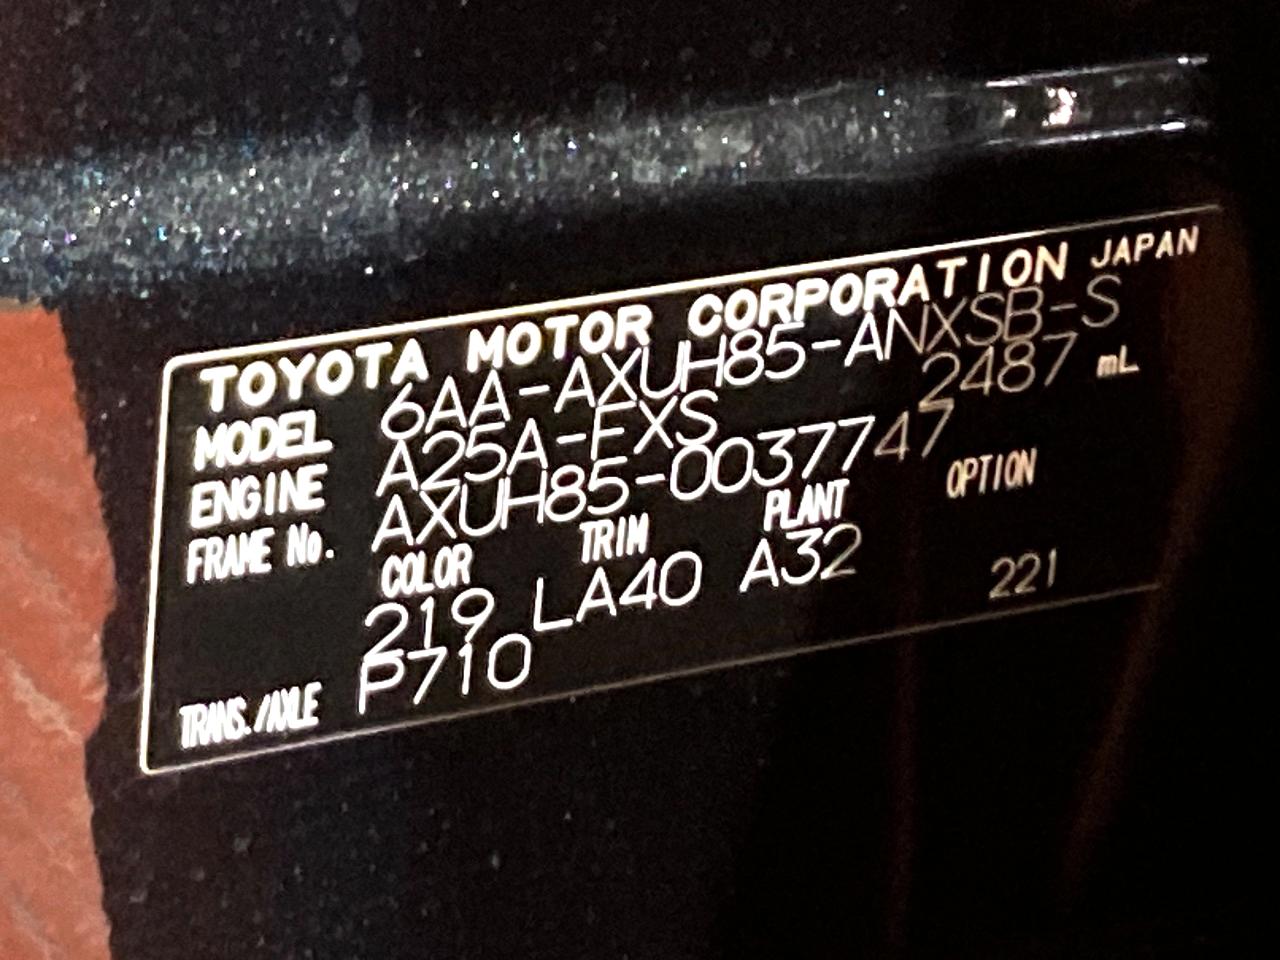 TOYOTA MOTOR CORPORATION JAPAN
MODEL 6AA-AXUH85-ANXSB-S
ENGINE A25A-FXS 2487 mL
FRAME No. AXUH85-0037747
COLOR TRIM PLANT OPTION
219 LA40 A32 221
TRANS./AXLE P710